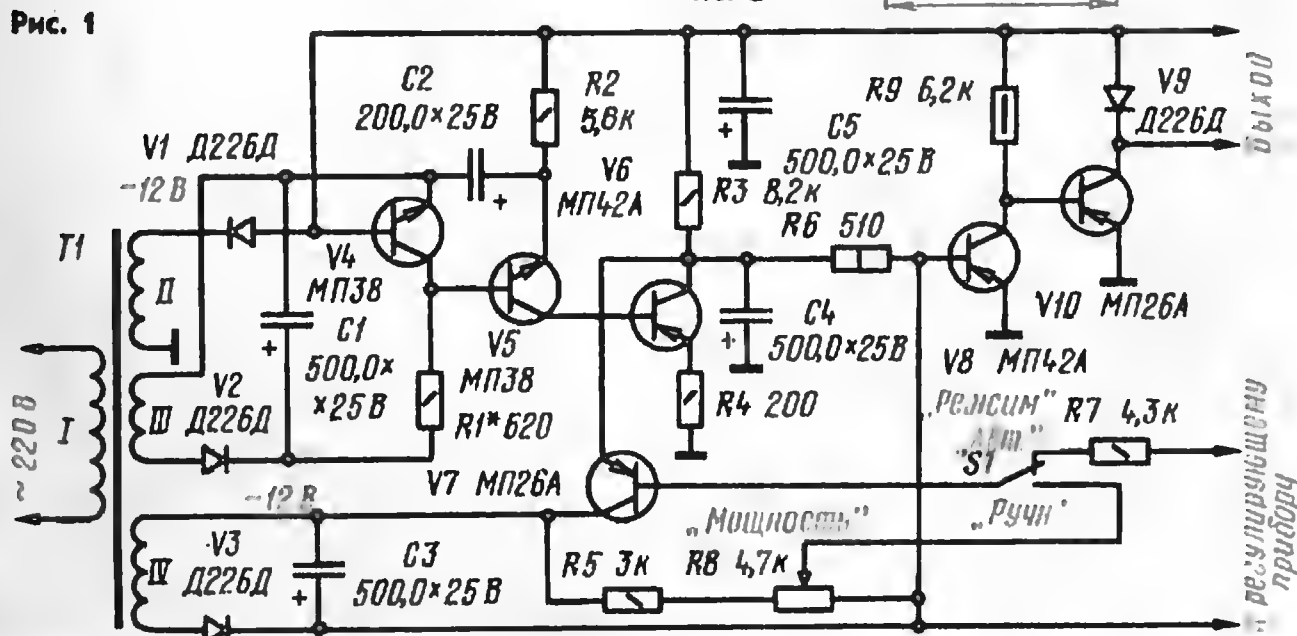 Рис. 1
C2
200,0×25В
R2
5,6к
V1 Д226Д
-12 В
V6
МП42А
R3 8,2к
C5
500,0×25В
R9 6,2к
V9
Д226Д
Выход
R6 510
T1
II
V4
МП38
C1
500,0×
×25В
V5
МП38
C4
500,0×25В
V10 МП26А
V8 МП42А
~220В
I
III
V2
Д226Д
R1* 620
R4 200
„Режим"
"Авт."
S1
R7 4,3к
К регулирующему
прибору
V7 МП26А
-12 В
„Мощность"
„Ручн"
IV
V3
Д226Д
C3
500,0×25В
R5 3к
R8 4,7к